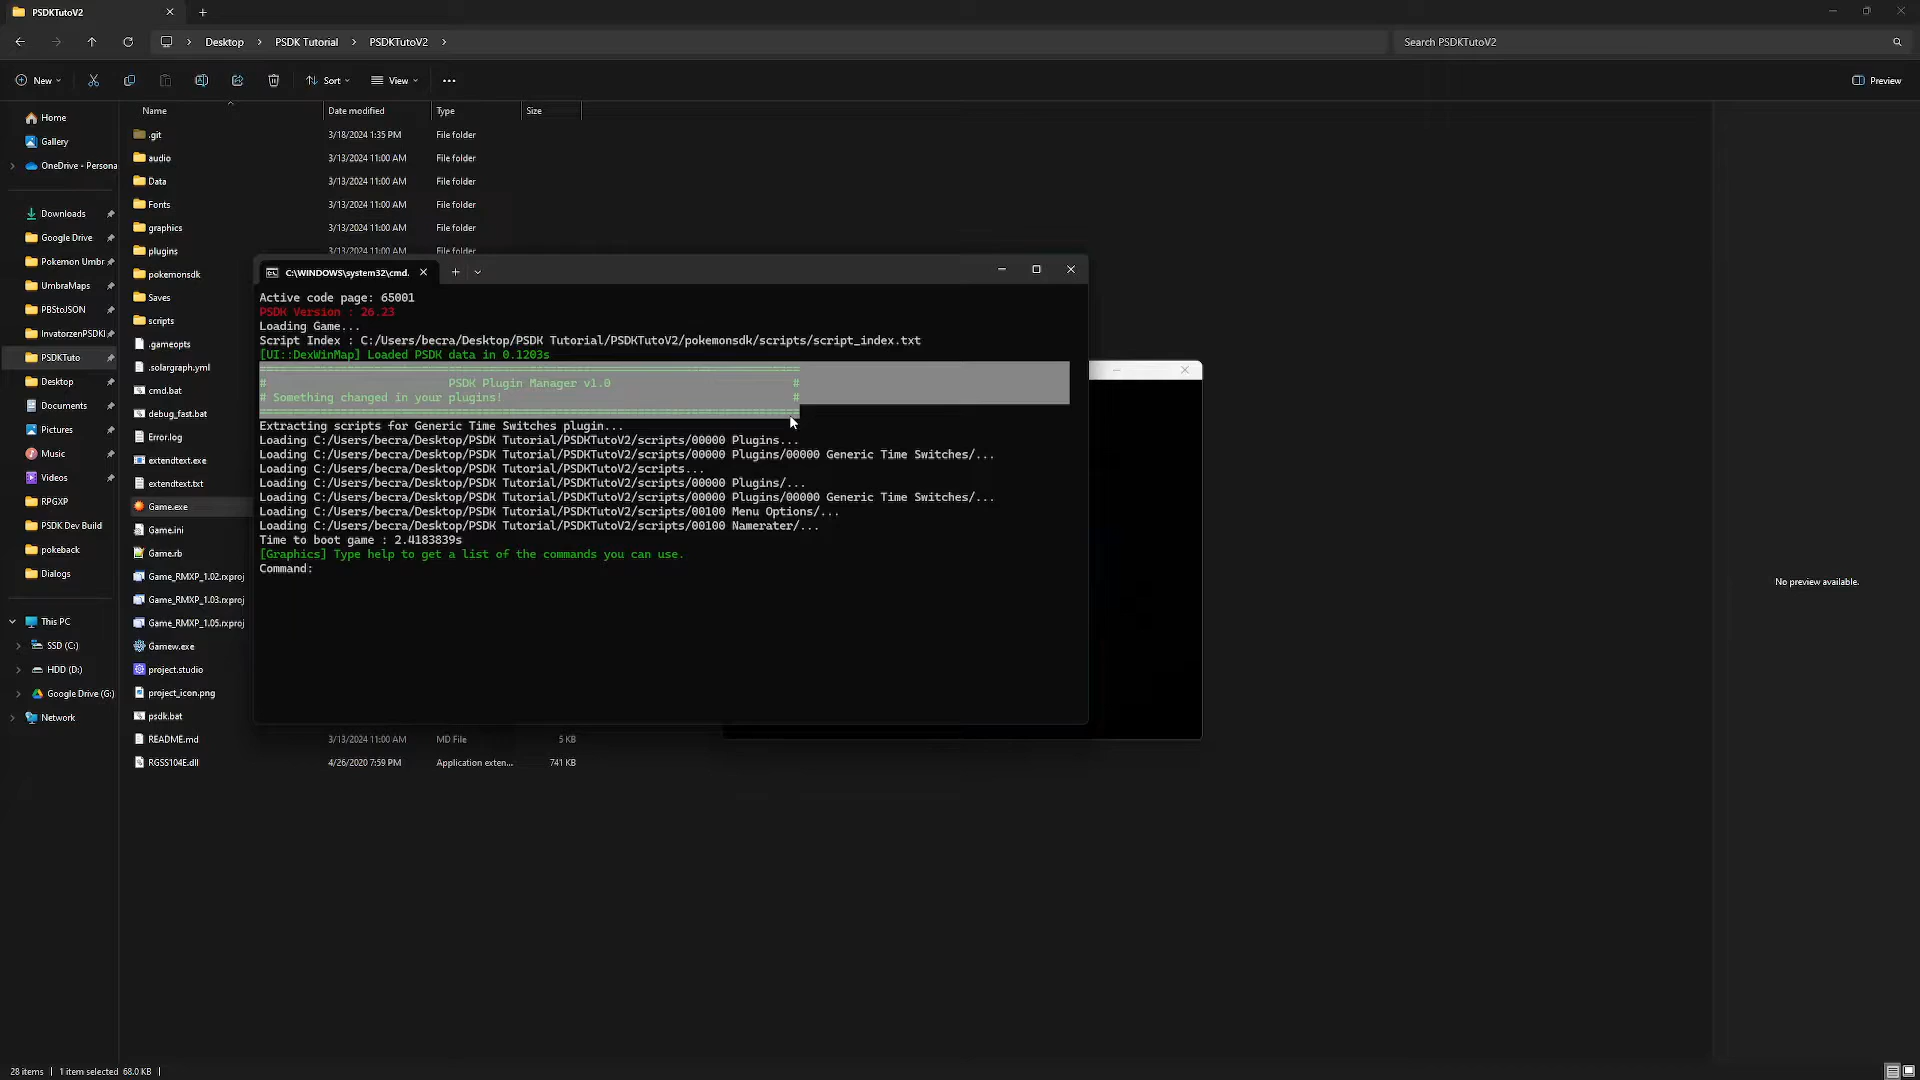 PSDKTutoV2
Desktop > PSDK Tutorial > PSDKTutoV2 >
Search PSDKTutoV2
New
Sort
View
Preview
Name Date modified Type Size
Home
Gallery
OneDrive - Persona
Downloads
Google Drive
Pokemon Umbr
UmbraMaps
PBStoJSON
InvatorzenPSDKI
PSDKTuto
Desktop
Documents
Pictures
Music
Videos
RPGXP
PSDK Dev Build
pokeback
Dialogs
This PC
SSD (C:)
HDD (D:)
Google Drive (G:)
Network
.git 3/18/2024 1:35 PM File folder
audio 3/13/2024 11:00 AM File folder
Data 3/13/2024 11:00 AM File folder
Fonts 3/13/2024 11:00 AM File folder
graphics 3/13/2024 11:00 AM File folder
plugins 3/13/2024 11:00 AM File folder
pokemonsdk
Saves
scripts
.gameopts
.solargraph.yml
cmd.bat
debug_fast.bat
Error.log
extendtext.exe
extendtext.txt
Game.exe
Game.ini
Game.rb
Game_RMXP_1.02.rxproj
Game_RMXP_1.03.rxproj
Game_RMXP_1.05.rxproj
Gamew.exe
project.studio
project_icon.png
psdk.bat
README.md 3/13/2024 11:00 AM MD File 5 KB
RGSS104E.dll 4/26/2020 7:59 PM Application exten... 741 KB
C:\WINDOWS\system32\cmd.
Active code page: 65001
PSDK Version : 26.23
Loading Game...
Script Index : C:/Users/becra/Desktop/PSDK Tutorial/PSDKTutoV2/pokemonsdk/scripts/script_index.txt
[UI::DexWinMap] Loaded PSDK data in 0.1203s
================================================================================
# PSDK Plugin Manager v1.0 #
# Something changed in your plugins! #
================================================================================
Extracting scripts for Generic Time Switches plugin...
Loading C:/Users/becra/Desktop/PSDK Tutorial/PSDKTutoV2/scripts/00000 Plugins...
Loading C:/Users/becra/Desktop/PSDK Tutorial/PSDKTutoV2/scripts/00000 Plugins/00000 Generic Time Switches/...
Loading C:/Users/becra/Desktop/PSDK Tutorial/PSDKTutoV2/scripts...
Loading C:/Users/becra/Desktop/PSDK Tutorial/PSDKTutoV2/scripts/00000 Plugins/...
Loading C:/Users/becra/Desktop/PSDK Tutorial/PSDKTutoV2/scripts/00000 Plugins/00000 Generic Time Switches/...
Loading C:/Users/becra/Desktop/PSDK Tutorial/PSDKTutoV2/scripts/00100 Menu Options/...
Loading C:/Users/becra/Desktop/PSDK Tutorial/PSDKTutoV2/scripts/00100 Namerater/...
Time to boot game : 2.4183839s
[Graphics] Type help to get a list of the commands you can use.
Command:
No preview available.
28 items | 1 item selected 68.0 KB |